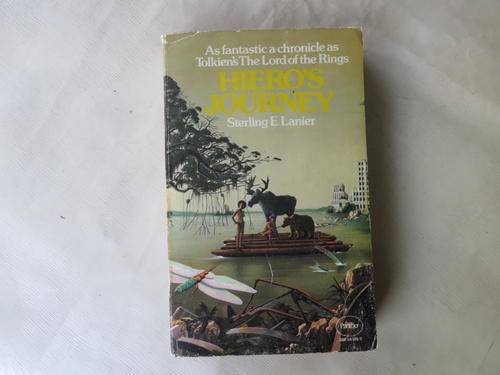 As fantastic a chronicle as
Tolkien's The Lord of the Rings
HIERO'S
JOURNEY
Sterling E. Lanier
Panther